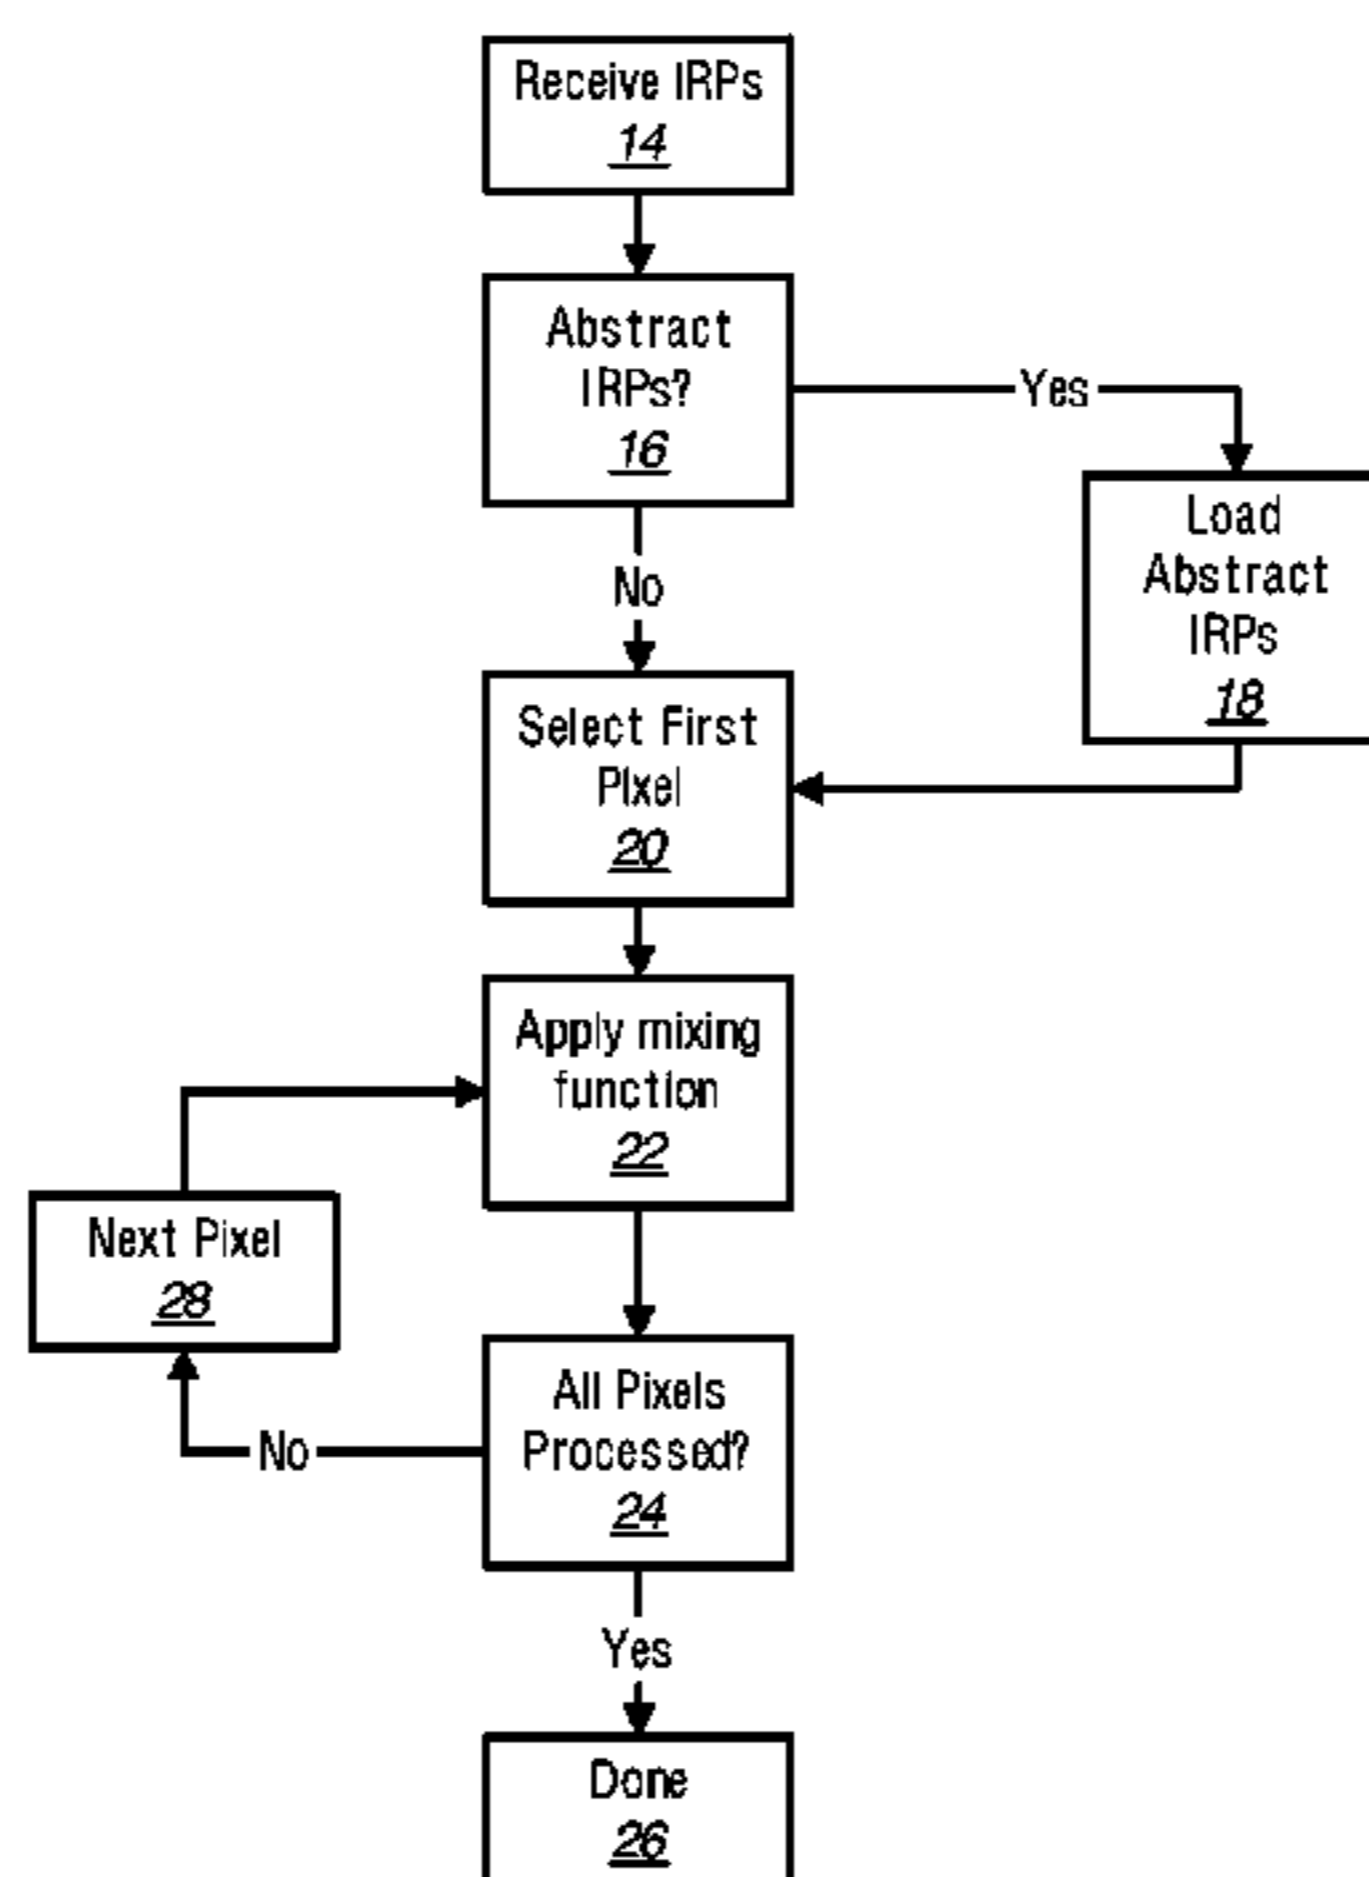 Receive IRPs
14
Abstract
IRPs?
16
Yes
Load
Abstract
IRPs
18
No
Select First
Pixel
20
Apply mixing
function
22
Next Pixel
28
All Pixels
Processed?
24
No
Yes
Done
26